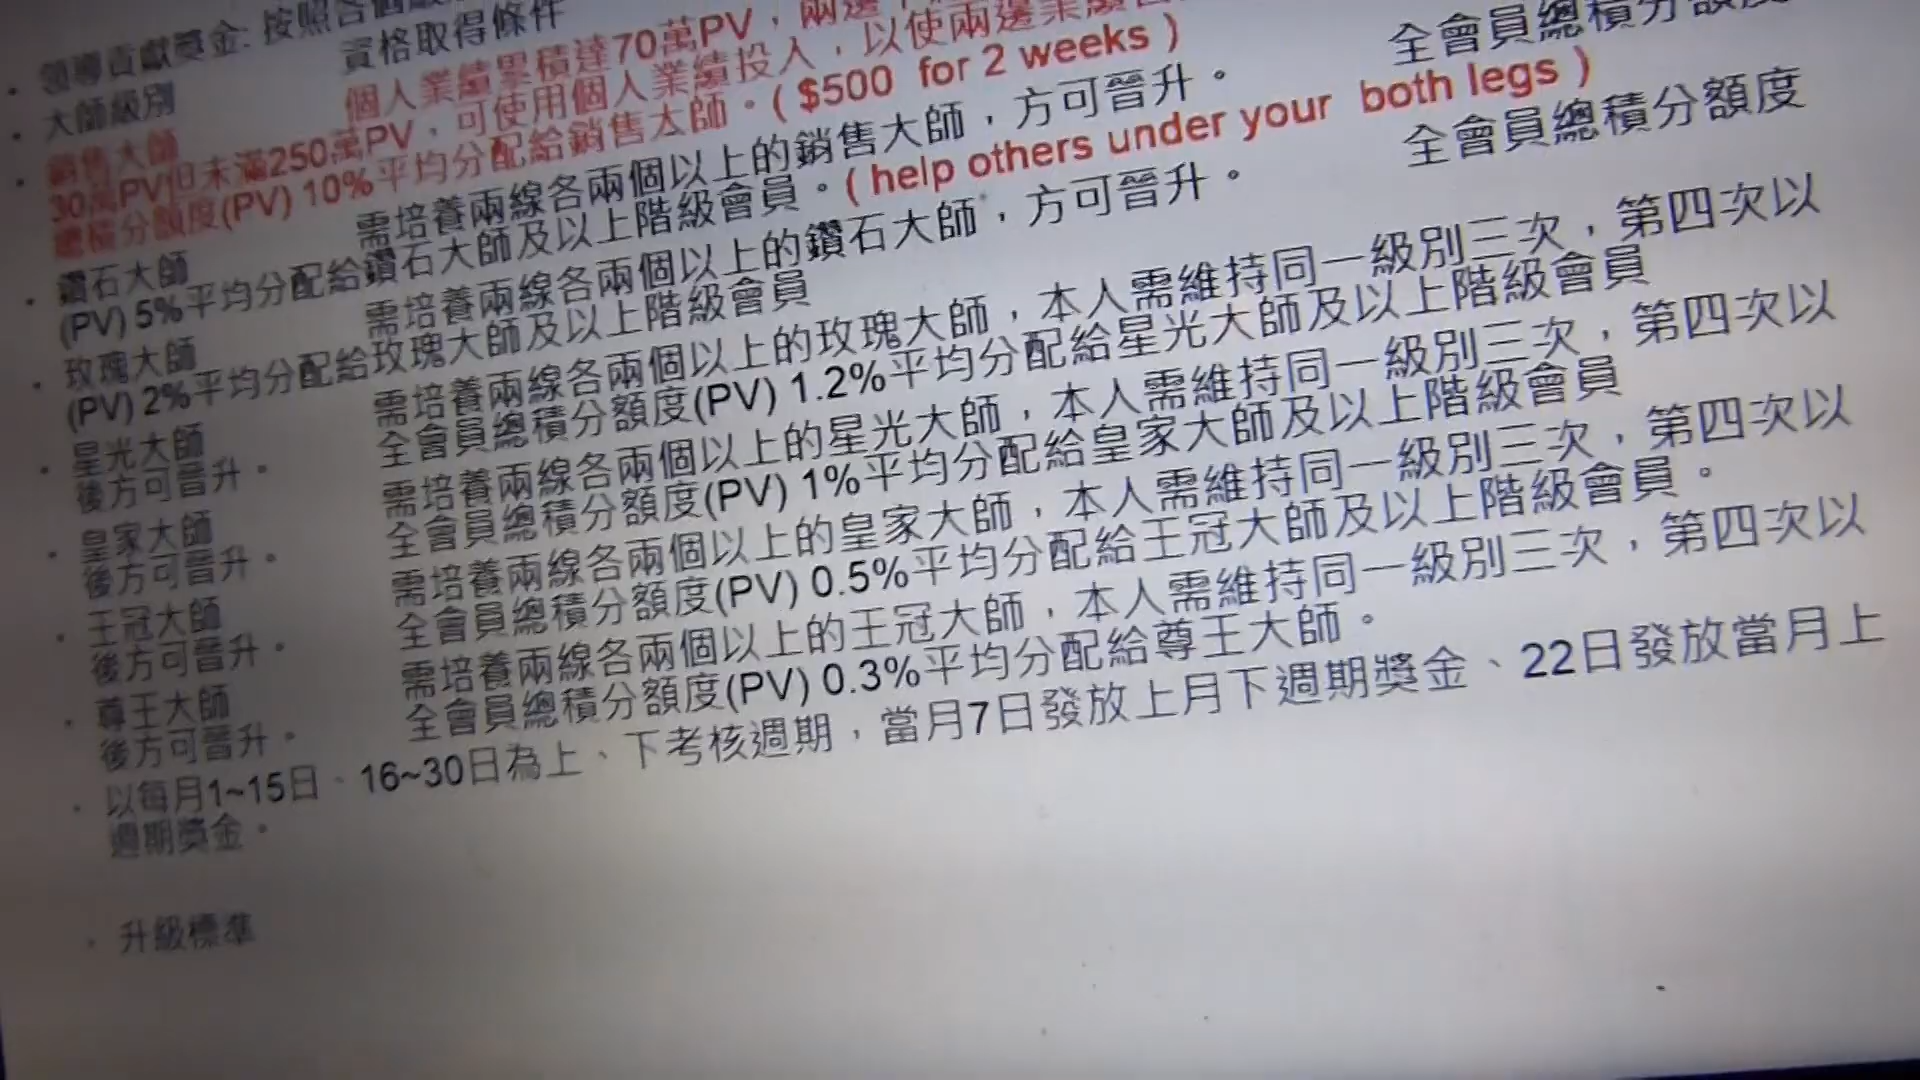 領導貢獻獎金: 按照各個
大師級別 資格取得條件
銷售大師 個人業績累積達70萬PV，兩邊
30萬PV但未滿250萬PV，可使用個人業績投入，以使兩邊業績 全會員總積分額度
總積分額度(PV) 10%平均分配給銷售大師。( $500 for 2 weeks )
鑽石大師 需培養兩線各兩個以上的銷售大師，方可晉升。 全會員總積分額度
(PV) 5%平均分配給鑽石大師及以上階級會員。( help others under your both legs )
玫瑰大師 需培養兩線各兩個以上的鑽石大師，方可晉升。 全會員總積分額度
(PV) 2%平均分配給玫瑰大師及以上階級會員
星光大師 需培養兩線各兩個以上的玫瑰大師，本人需維持同一級別三次，第四次以
後方可晉升。 全會員總積分額度(PV) 1.2%平均分配給星光大師及以上階級會員
皇家大師 需培養兩線各兩個以上的星光大師，本人需維持同一級別三次，第四次以
後方可晉升。 全會員總積分額度(PV) 1%平均分配給皇家大師及以上階級會員
王冠大師 需培養兩線各兩個以上的皇家大師，本人需維持同一級別三次，第四次以
後方可晉升。 全會員總積分額度(PV) 0.5%平均分配給王冠大師及以上階級會員。
尊王大師 需培養兩線各兩個以上的王冠大師，本人需維持同一級別三次，第四次以
後方可晉升。 全會員總積分額度(PV) 0.3%平均分配給尊王大師。
以每月1~15日、16~30日為上、下考核週期，當月7日發放上月下週期獎金、22日發放當月上
週期獎金。
升級標準